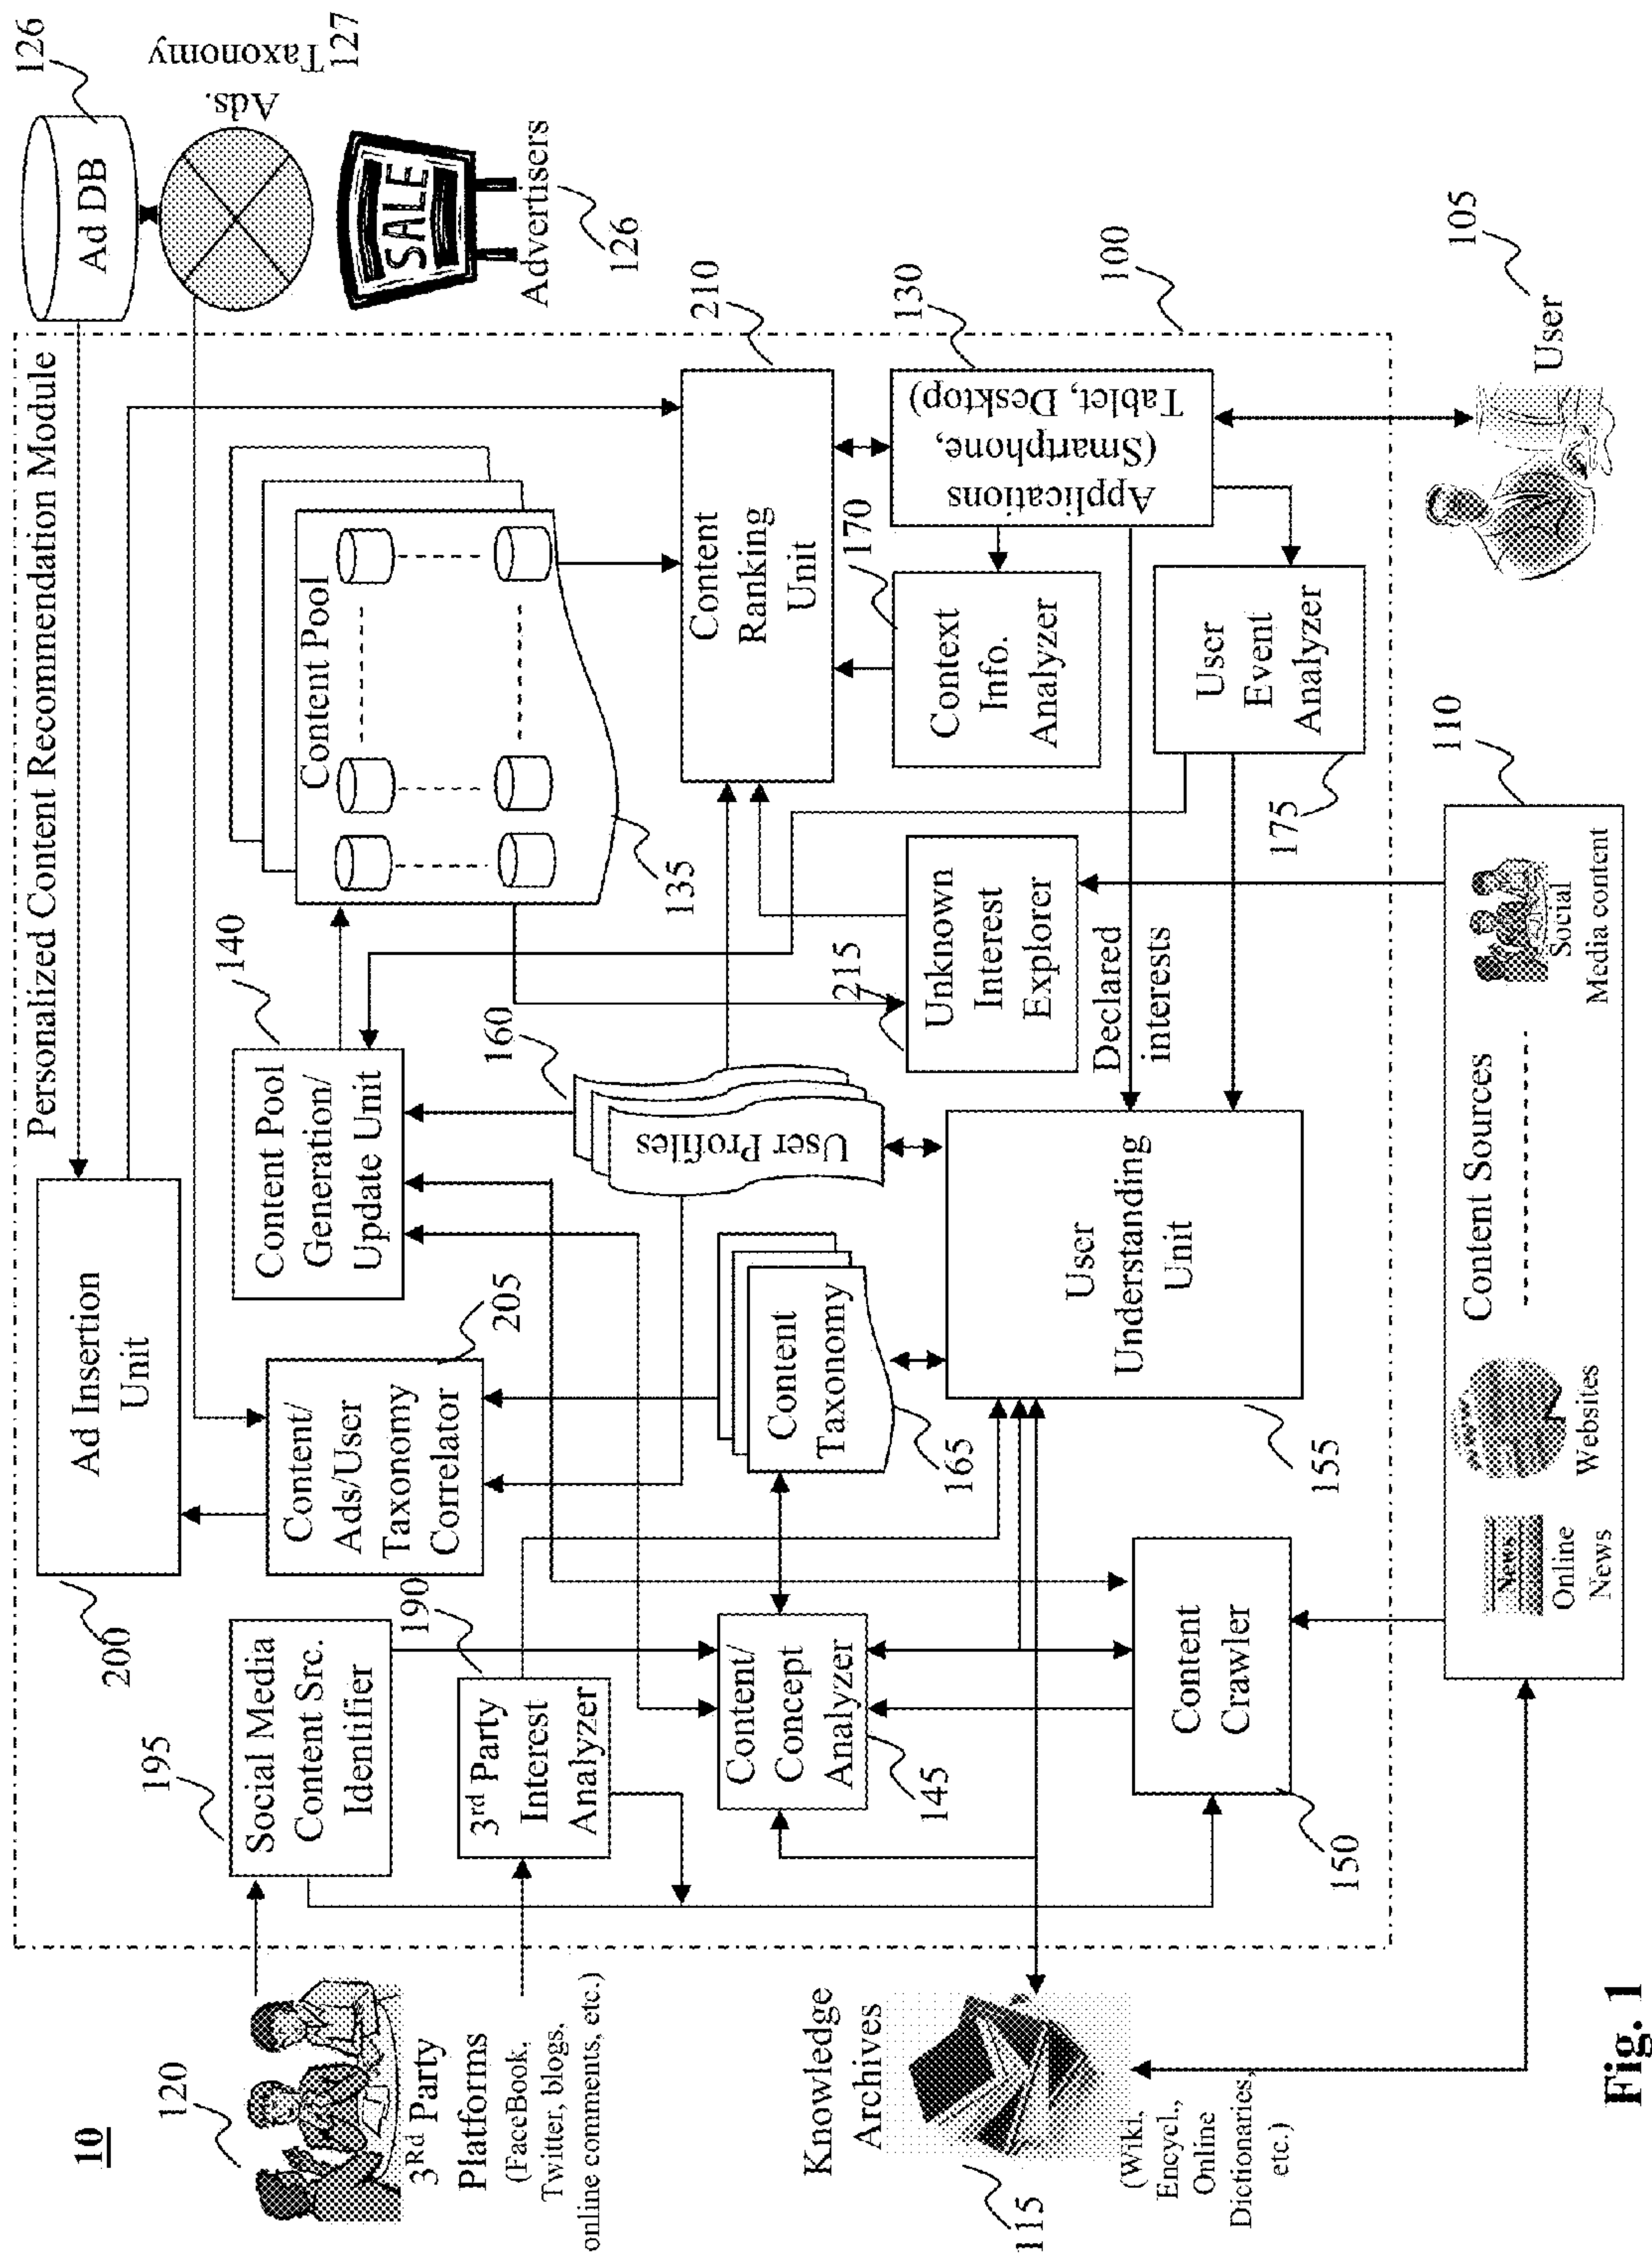 10
120
3Rd Party
Platforms
(FaceBook,
Twitter, blogs,
online comments, etc.)
Knowledge
Archives
115
(Wiki,
Encycl.,
Online
Dictionaries,
etc.)
Personalized Content Recommendation Module
195
Social Media
Content Src.
Identifier
200
Ad Insertion
Unit
190
3rd Party
Interest
Analyzer
Content/
Ads/User
Taxonomy
Correlator
205
140
Content Pool
Generation/
Update Unit
Content Pool
135
126
Ad DB
Ads.
Taxonomy
127
SALE
Advertisers
126
Content/
Concept
Analyzer
145
Content
Taxonomy
165
160
User Profiles
Content
Ranking
Unit
210
215
Unknown
Interest
Explorer
170
Context
Info.
Analyzer
Applications
(Smartphone,
Tablet, Desktop)
130
100
Declared
interests
User
Understanding
Unit
155
User
Event
Analyzer
175
Content
Crawler
150
User
105
110
Content Sources
News
Online
News
Websites
Social
Media content
Fig. 1